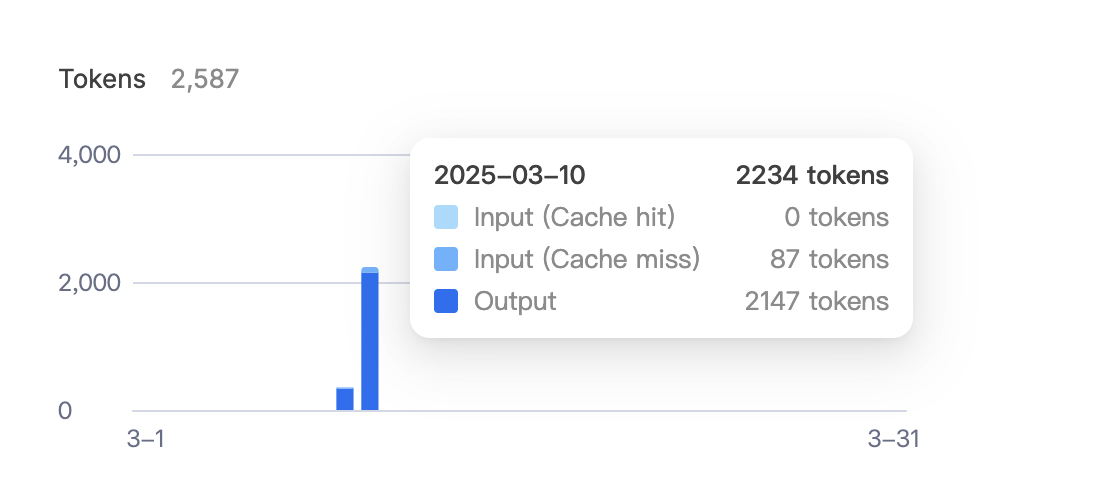 Tokens 2,587
4,000
2025–03–10 2234 tokens
Input (Cache hit) 0 tokens
Input (Cache miss) 87 tokens
2,000
Output 2147 tokens
0
3–1 3–31